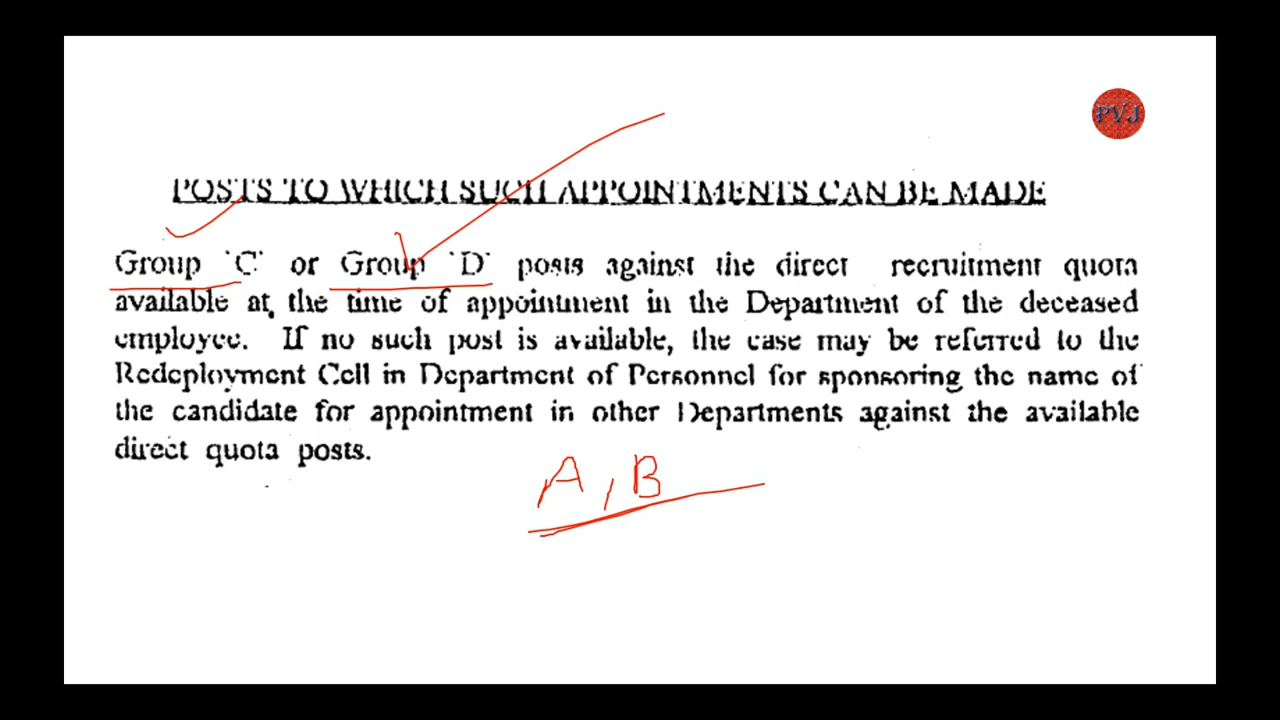 PVJ
POSTS TO WHICH SUCH APPOINTMENTS CAN BE MADE
Group 'C' or Group 'D' posts against the direct recruitment quota
available at the time of appointment in the Department of the deceased
employee. If no such post is available, the case may be referred to the
Redeployment Cell in Department of Personnel for sponsoring the name of
the candidate for appointment in other Departments against the available
direct quota posts.
A, B